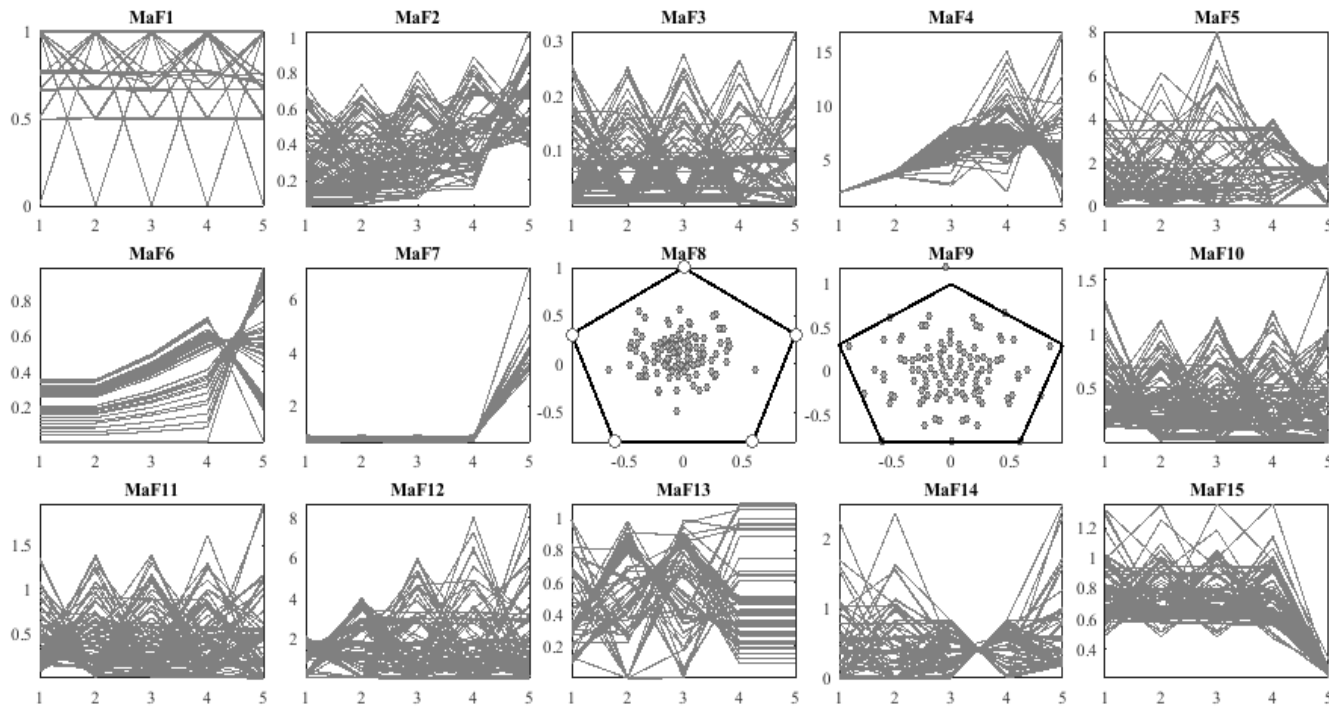 MaF1 MaF2 MaF3 MaF4 MaF5
1 1 0.3 15 8
0.8 6
0.5 0.6 0.2 10 4
0.4 0.1 5 2
0 0.2 0
1 2 3 4 5 1 2 3 4 5 1 2 3 4 5 1 2 3 4 5 1 2 3 4 5
MaF6 MaF7 MaF8 MaF9 MaF10
0.8 6 1 1 1.5
0.6 4 0.5 0.5 1
0.4 0 0 0.5
0.2 2 -0.5 -0.5
1 2 3 4 5 1 2 3 4 5 -0.5 0 0.5 -0.5 0 0.5 1 2 3 4 5
MaF11 MaF12 MaF13 MaF14 MaF15
1.5 8 1 2 1.2
1 6 0.8 1
0.6 1 0.8
0.5 4 0.4 0.6
2 0.2 0 0.4
1 2 3 4 5 1 2 3 4 5 1 2 3 4 5 1 2 3 4 5 1 2 3 4 5